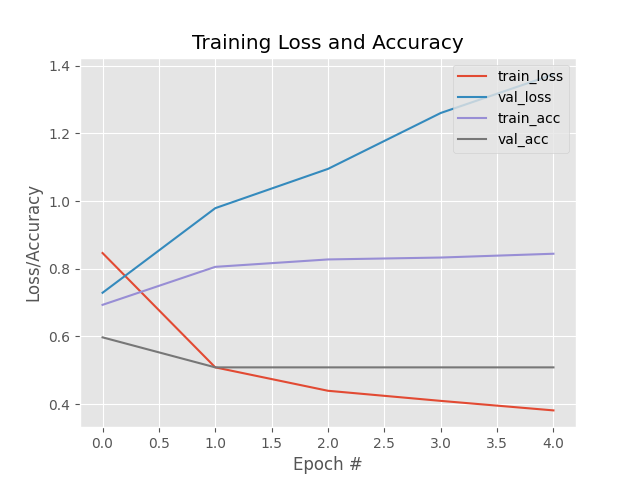 Training Loss and Accuracy
1.4
1.2
1.0
0.8
0.6
0.4
Loss/Accuracy
train_loss
val_loss
train_acc
val_acc
0.0 0.5 1.0 1.5 2.0 2.5 3.0 3.5 4.0
Epoch #